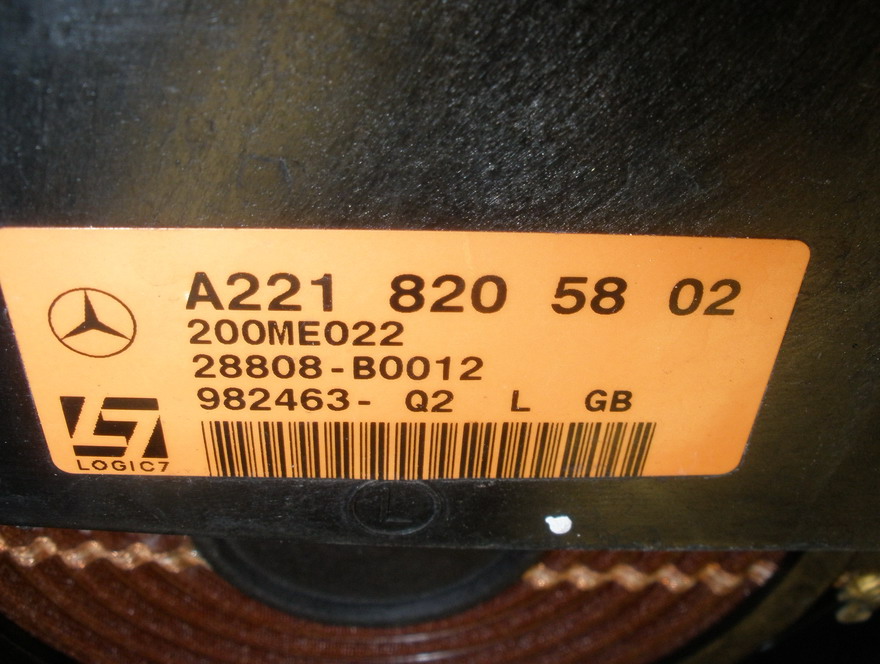 A221 820 58 02
200ME022
28808-B0012
982463- Q2 L GB
LOGIC7
L